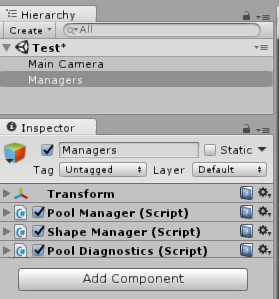 Hierarchy
Create All
Test*
Main Camera
Managers
Inspector
Managers Static
Tag Untagged Layer Default
Transform
Pool Manager (Script)
Shape Manager (Script)
Pool Diagnostics (Script)
Add Component